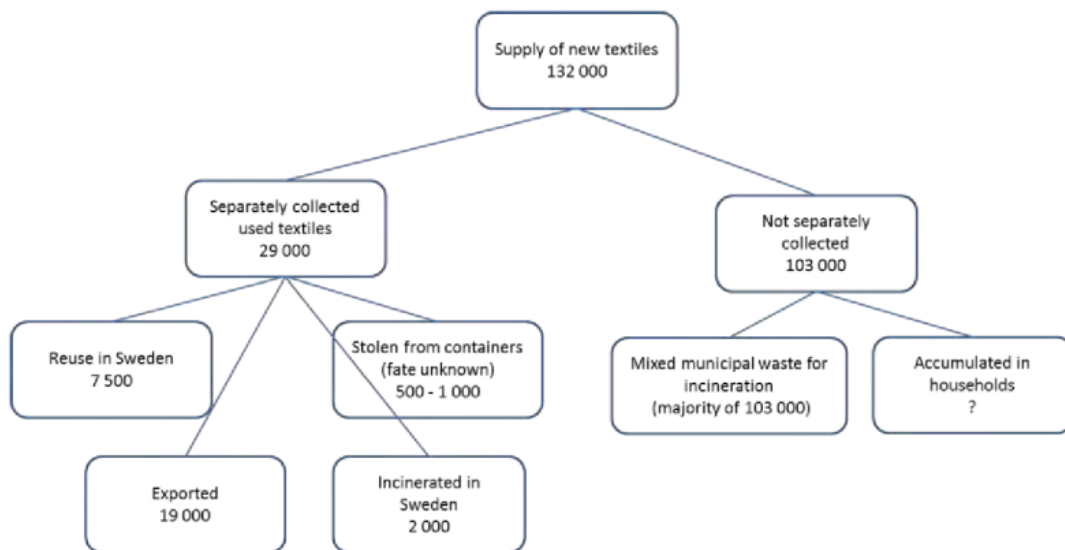 Supply of new textiles
132 000
Separately collected
used textiles
29 000
Not separately
collected
103 000
Reuse in Sweden
7 500
Stolen from containers
(fate unknown)
500 - 1 000
Mixed municipal waste for
incineration
(majority of 103 000)
Accumulated in
households
?
Exported
19 000
Incinerated in
Sweden
2 000